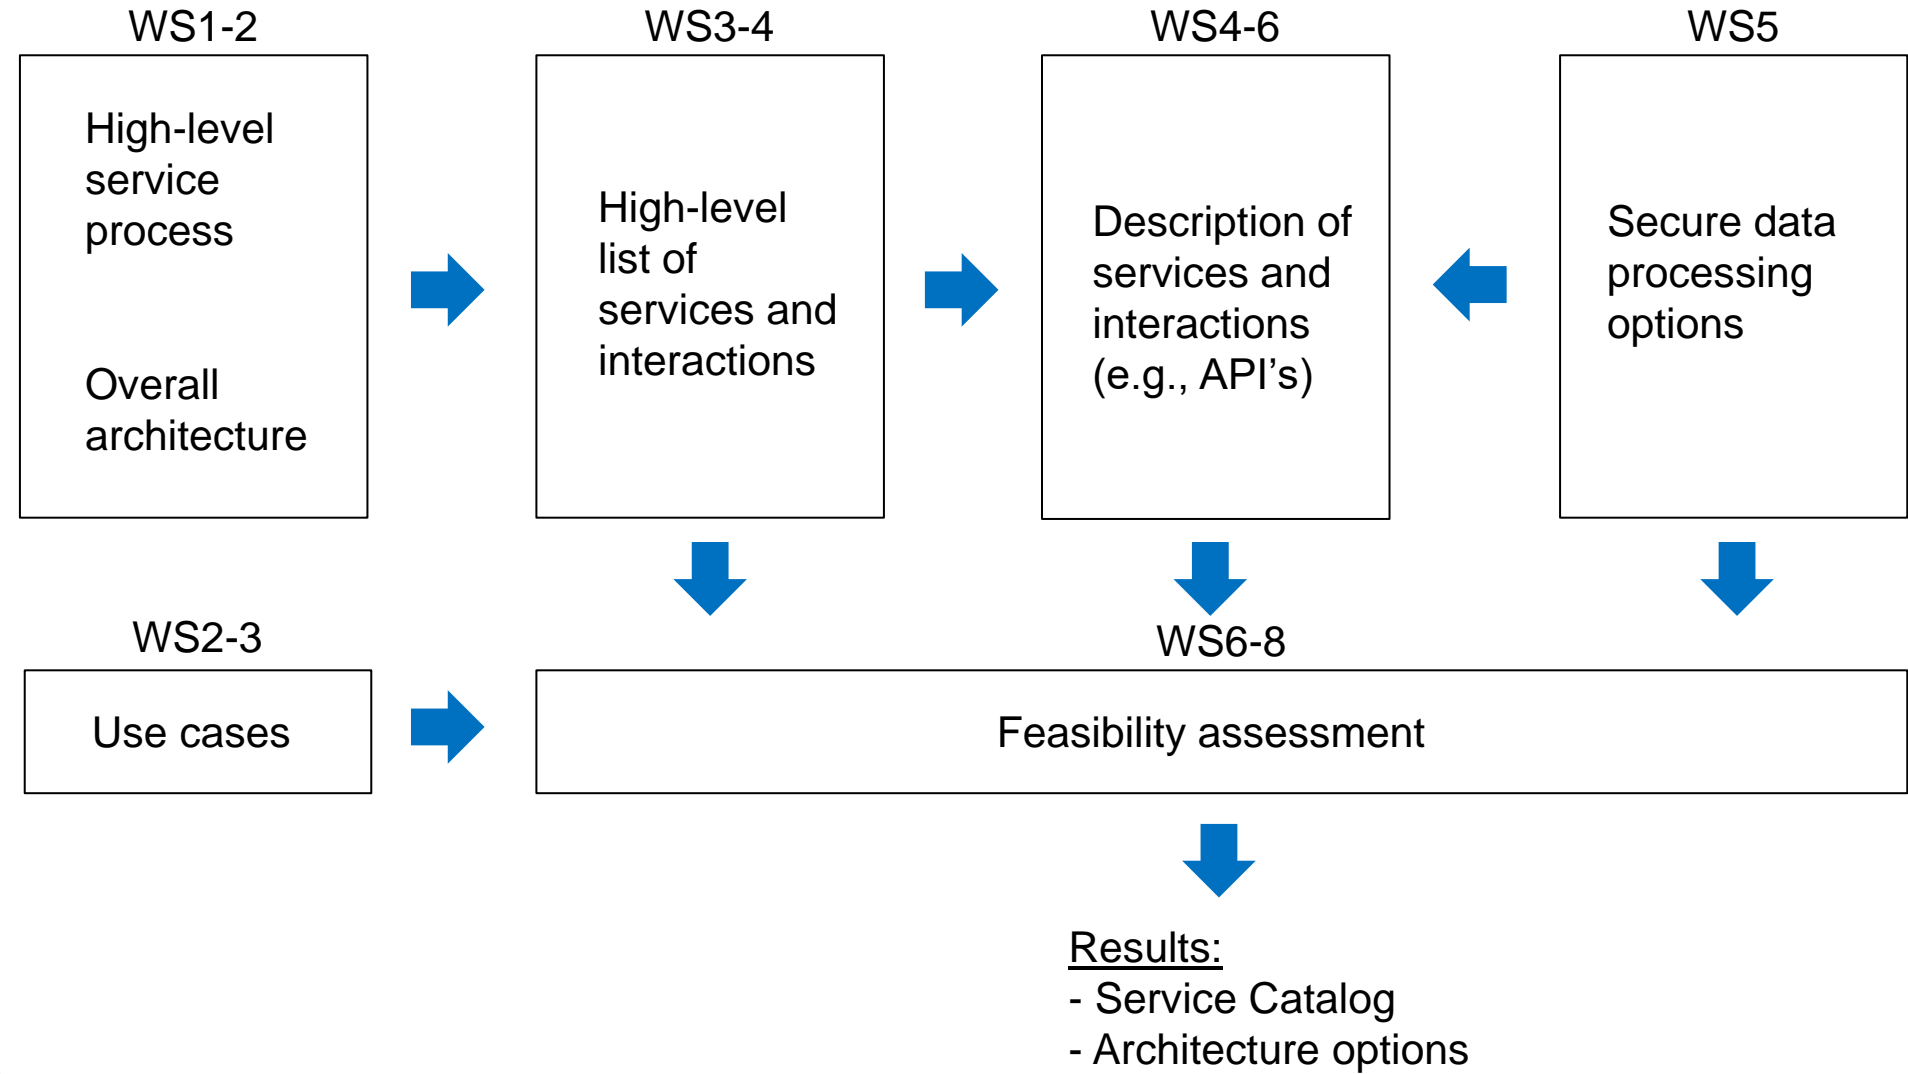 WS1-2
High-level
service
process
Overall
architecture
WS3-4
High-level
list of
services and
interactions
WS4-6
Description of
services and
interactions
(e.g., API’s)
WS5
Secure data
processing
options
WS2-3
Use cases
WS6-8
Feasibility assessment
Results:
- Service Catalog
- Architecture options